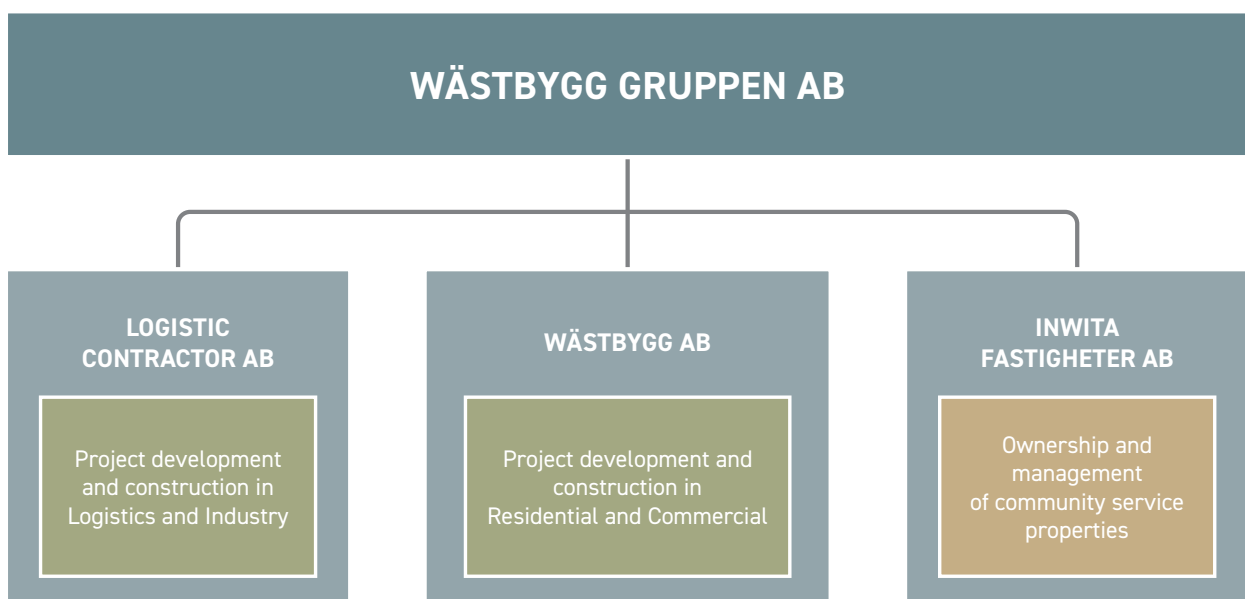 WÄSTBYGG GRUPPEN AB
LOGISTIC
CONTRACTOR AB
Project development
and construction in
Logistics and Industry
WÄSTBYGG AB
Project development and
construction in
Residential and Commercial
INWITA
FASTIGHETER AB
Ownership and
management
of community service
properties